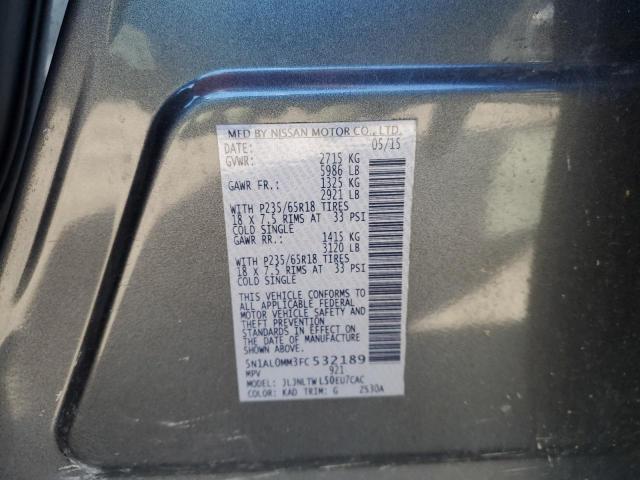 MFD BY NISSAN MOTOR CO., LTD.
DATE: 05/15
GVWR: 2715 KG
5986 LB
GAWR FR.: 1325 KG
2921 LB
WITH P235/65R18 TIRES
18 X 7.5 RIMS AT 33 PSI
COLD SINGLE
GAWR RR.: 1415 KG
3120 LB
WITH P235/65R18 TIRES
18 X 7.5 RIMS AT 33 PSI
COLD SINGLE
THIS VEHICLE CONFORMS TO
ALL APPLICABLE FEDERAL
MOTOR VEHICLE SAFETY AND
THEFT PREVENTION
STANDARDS IN EFFECT ON
THE DATE OF MANUFACTURE
SHOWN ABOVE.
5N1AL0MM3FC532189
MPV 921
MODEL: JLJNLTWL50EU7CAC
COLOR: KAD TRIM: G ZS30A